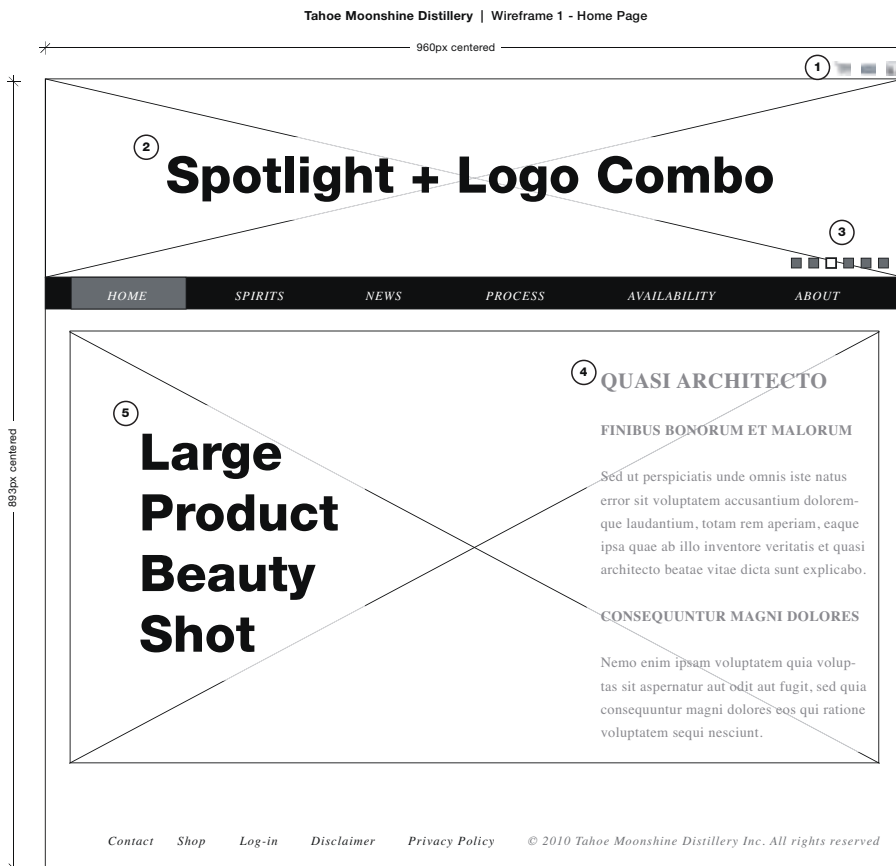 Tahoe Moonshine Distillery | Wireframe 1 - Home Page
960px centered
1
2
Spotlight + Logo Combo
3
HOME SPIRITS NEWS PROCESS AVAILABILITY ABOUT
893px centered
4
QUASI ARCHITECTO
FINIBUS BONORUM ET MALORUM
Sed ut perspiciatis unde omnis iste natus
error sit voluptatem accusantium dolorem-
que laudantium, totam rem aperiam, eaque
ipsa quae ab illo inventore veritatis et quasi
architecto beatae vitae dicta sunt explicabo.
CONSEQUUNTUR MAGNI DOLORES
Nemo enim ipsam voluptatem quia volup-
tas sit aspernatur aut odit aut fugit, sed quia
consequuntur magni dolores eos qui ratione
voluptatem sequi nesciunt.
5
Large
Product
Beauty
Shot
Contact Shop Log-in Disclaimer Privacy Policy © 2010 Tahoe Moonshine Distillery Inc. All rights reserved